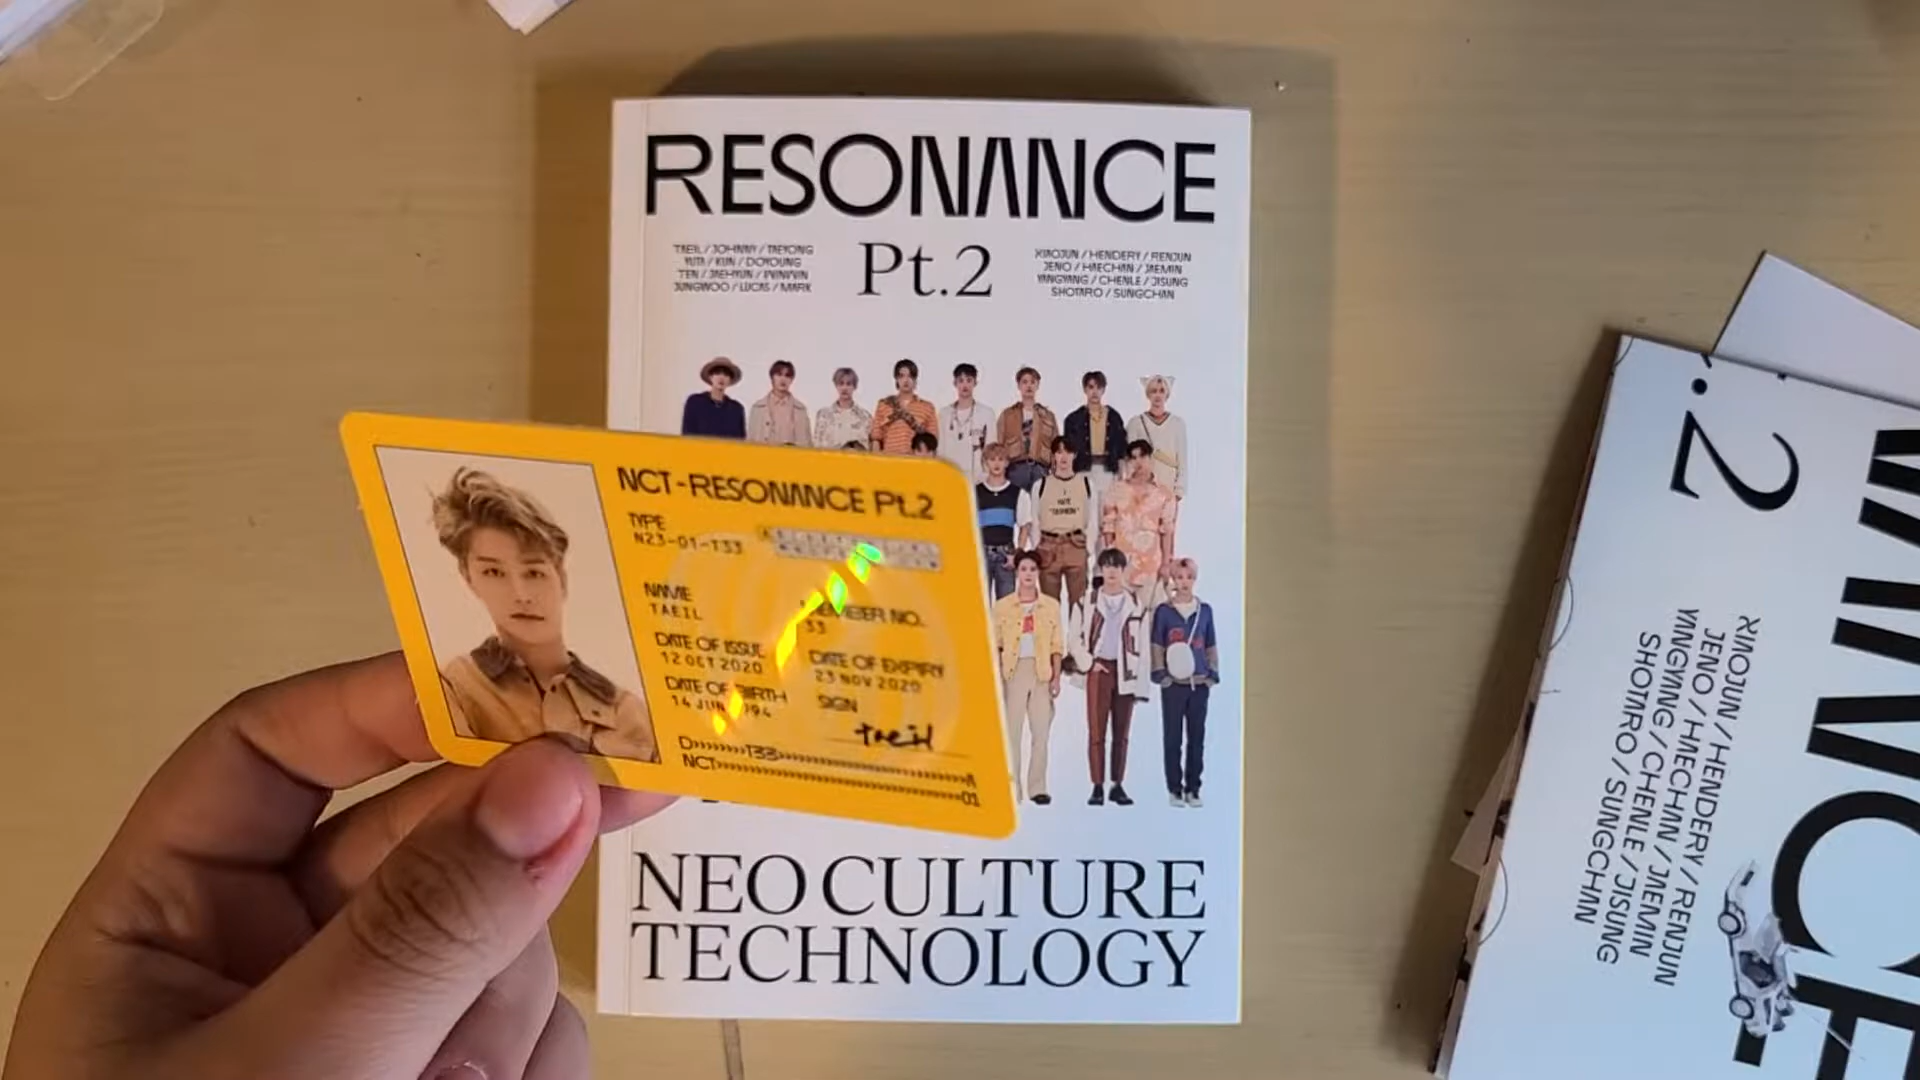 RESONANCE
Pt.2
TAEIL / JOHNNY / TAEYONG
YUTA / KUN / DOYOUNG
TEN / JAEHYUN / WINWIN
JUNGWOO / LUCAS / MARK
XIAOJUN / HENDERY / RENJUN
JENO / HAECHAN / JAEMIN
YANGYANG / CHENLE / JISUNG
SHOTARO / SUNGCHAN
NCT-RESONANCE Pt.2
TYPE
N23-01-T33
NAME
TAEIL
MEMBER NO.
33
DATE OF ISSUE
12 OCT 2020
DATE OF EXPIRY
23 NOV 2020
DATE OF BIRTH
14 JUN 1994
SIGN
taeil
D»»»»»»»»T33»»»»»»»»»»»»»»»»»»»»»»»»A
NCT»»»»»»»»»»»»»»»»»»»»»»»»»»»»»»01
NEO CULTURE
TECHNOLOGY
.2
NANCE
XIAOJUN / HENDERY / RENJUN
JENO / HAECHAN / JAEMIN
YANGYANG / CHENLE / JISUNG
SHOTARO / SUNGCHAN